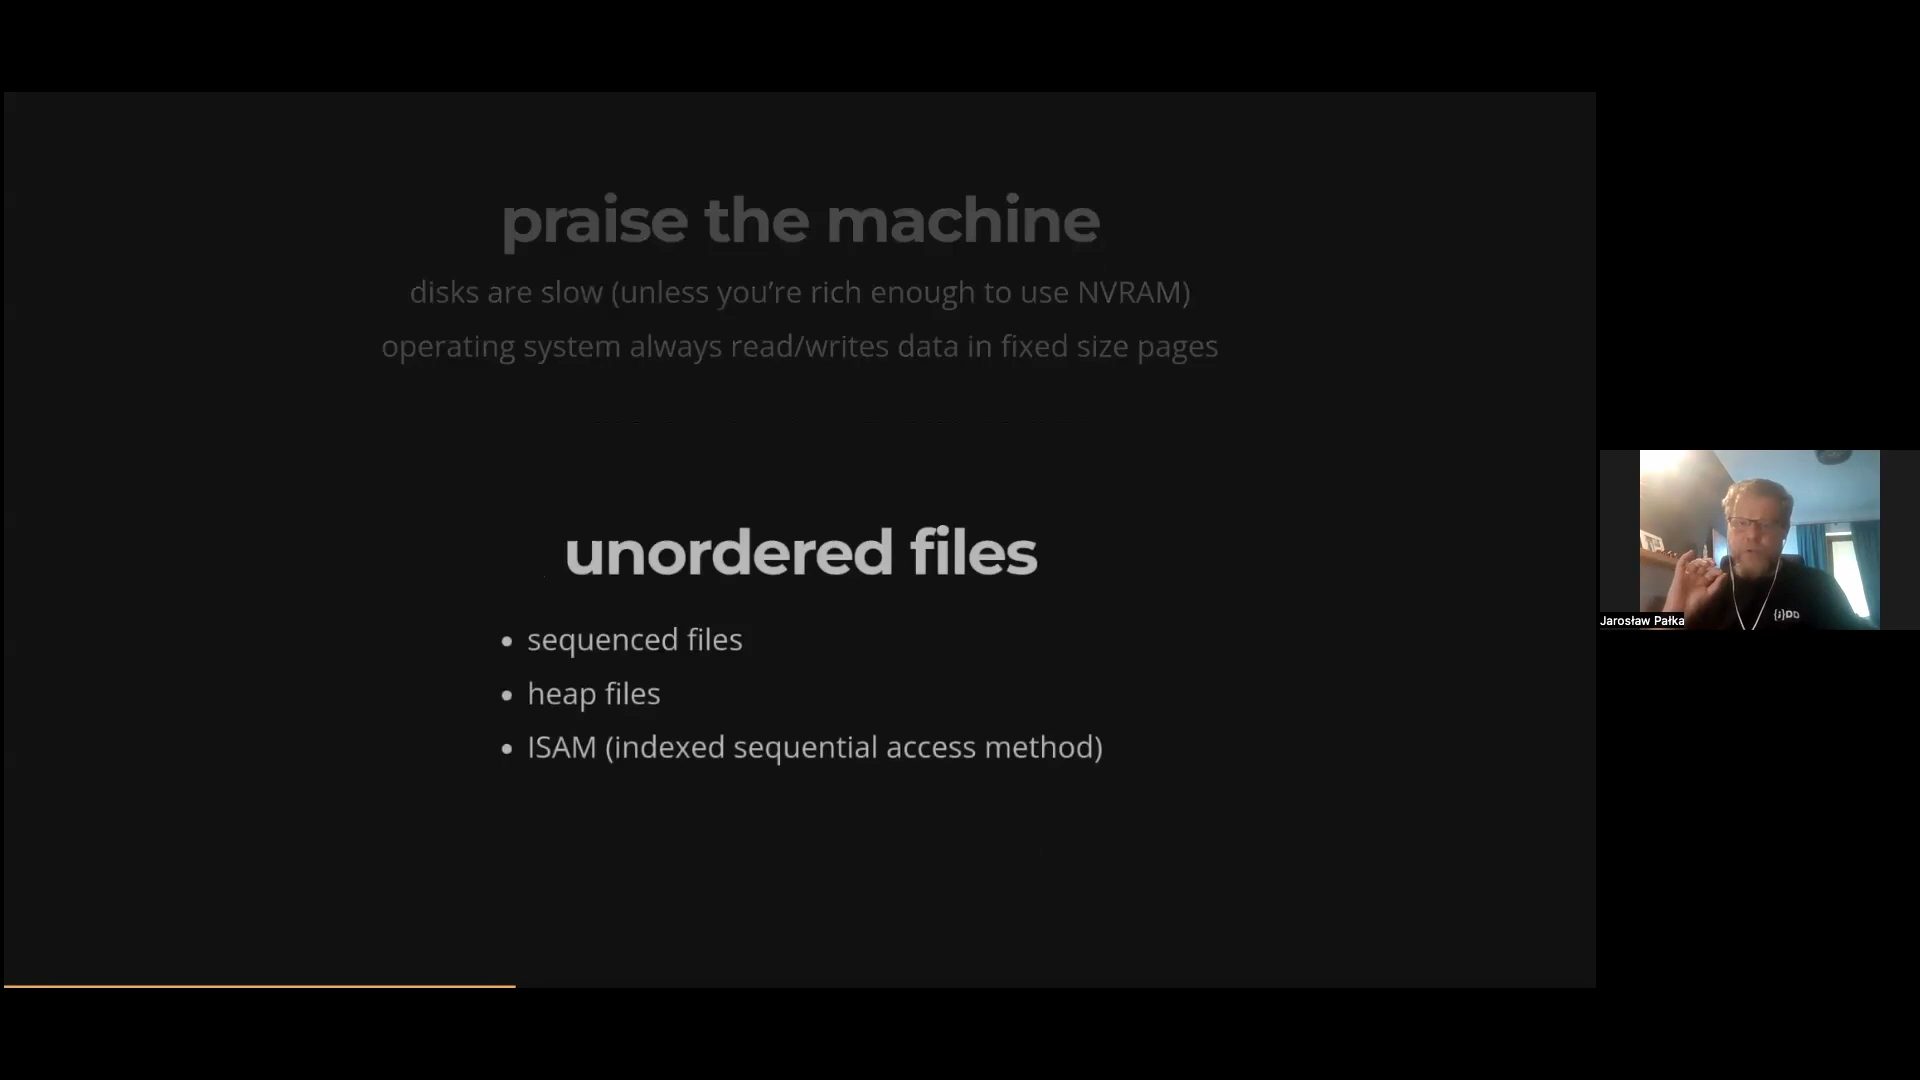 praise the machine
disks are slow (unless you’re rich enough to use NVRAM)
operating system always read/writes data in fixed size pages
unordered files
sequenced files
heap files
ISAM (indexed sequential access method)
Jarosław Pałka
{j}DD